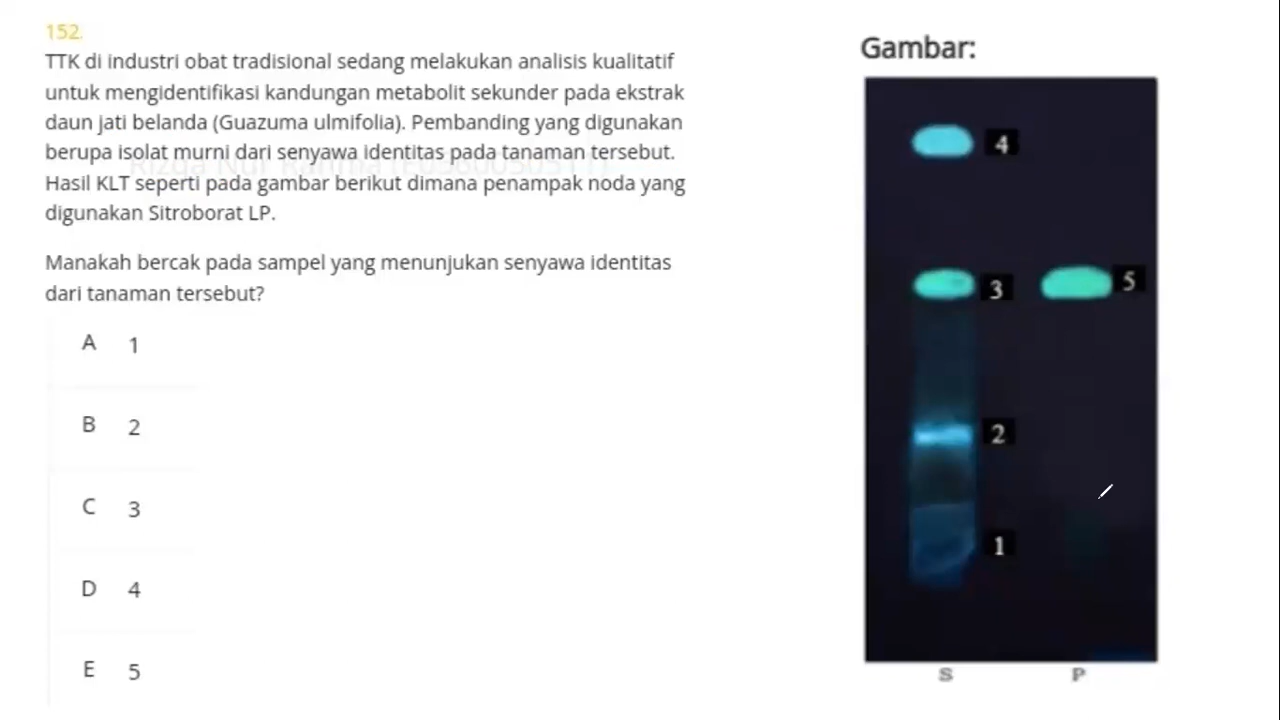 152.
TTK di industri obat tradisional sedang melakukan analisis kualitatif
untuk mengidentifikasi kandungan metabolit sekunder pada ekstrak
daun jati belanda (Guazuma ulmifolia). Pembanding yang digunakan
berupa isolat murni dari senyawa identitas pada tanaman tersebut.
Hasil KLT seperti pada gambar berikut dimana penampak noda yang
digunakan Sitroborat LP.
Manakah bercak pada sampel yang menunjukan senyawa identitas
dari tanaman tersebut?
A 1
B 2
C 3
D 4
E 5
Gambar:
4
3
5
2
1
S
P